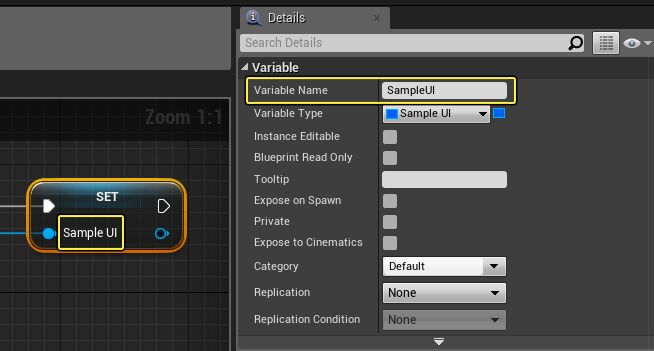 Details
Search Details
Variable
Variable Name
SampleUI
Variable Type
Sample UI
Instance Editable
Blueprint Read Only
Tooltip
Expose on Spawn
Private
Expose to Cinematics
Category
Default
Replication
None
Replication Condition
None
Zoom 1:1
SET
Sample UI